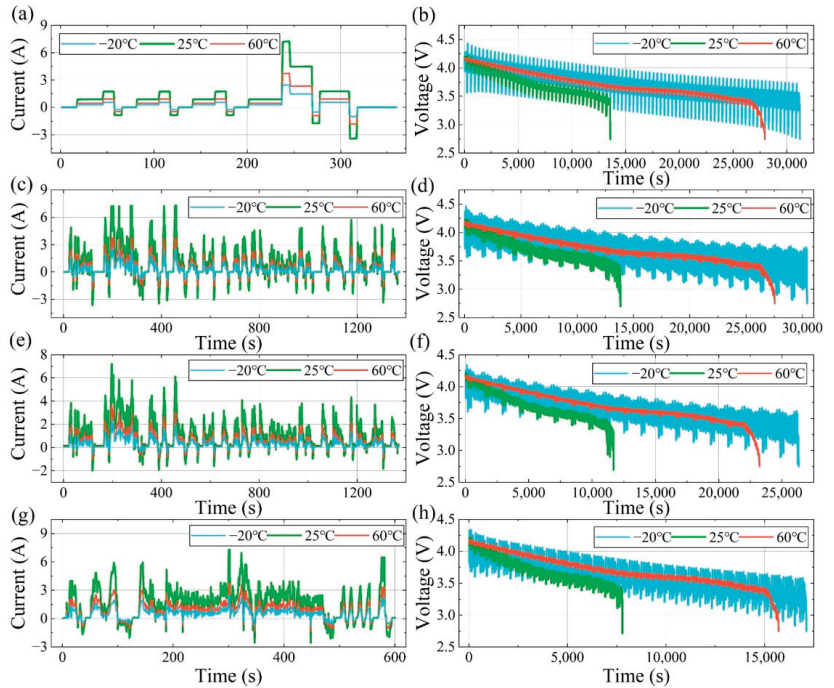 (a)
9
6
3
0
-3
Current (A)
−20℃ 25℃ 60℃
0 100 200 300
(b)
4.5
4.0
3.5
3.0
2.5
Voltage (V)
−20℃ 25℃ 60℃
0 5,000 10,000 15,000 20,000 25,000 30,000
Time (s)
(c)
9
6
3
0
-3
Current (A)
−20℃ 25℃ 60℃
0 400 800 1200
Time (s)
(d)
4.5
4.0
3.5
3.0
2.5
Voltage (V)
−20℃ 25℃ 60℃
0 5,000 10,000 15,000 20,000 25,000 30,000
Time (s)
(e)
8
6
4
2
0
-2
Current (A)
−20℃ 25℃ 60℃
0 400 800 1200
Time (s)
(f)
4.5
4.0
3.5
3.0
2.5
Voltage (V)
−20℃ 25℃ 60℃
0 5,000 10,000 15,000 20,000 25,000
Time (s)
(g)
9
6
3
0
-3
Current (A)
−20℃ 25℃ 60℃
0 200 400 600
Time (s)
(h)
4.5
4.0
3.5
3.0
2.5
Voltage (V)
−20℃ 25℃ 60℃
0 5,000 10,000 15,000
Time (s)